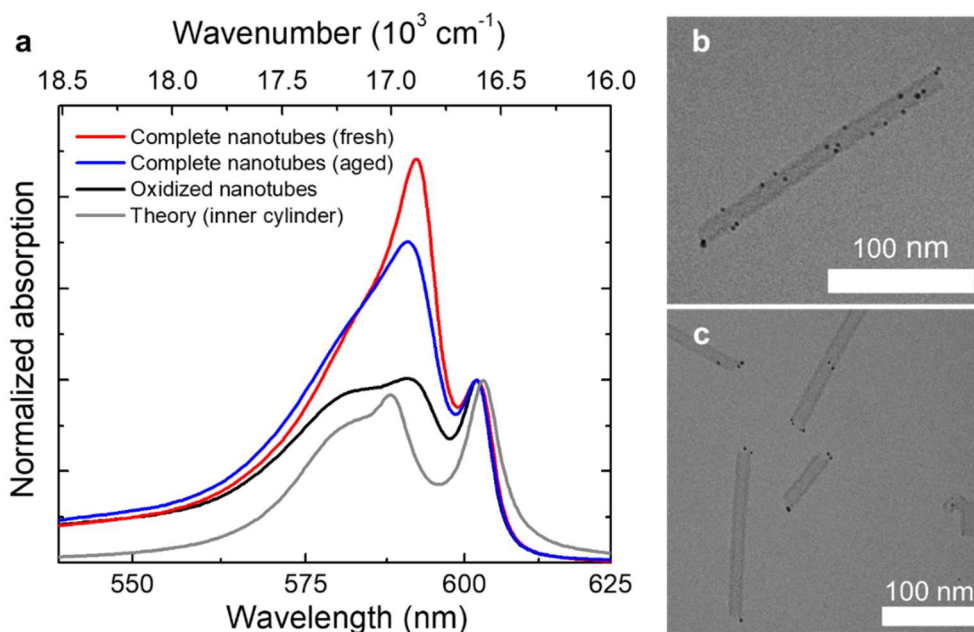 a
Wavenumber (10³ cm⁻¹)
18.5 18.0 17.5 17.0 16.5 16.0
Complete nanotubes (fresh)
Complete nanotubes (aged)
Oxidized nanotubes
Theory (inner cylinder)
Normalized absorption
550 575 600 625
Wavelength (nm)
b
100 nm
c
100 nm